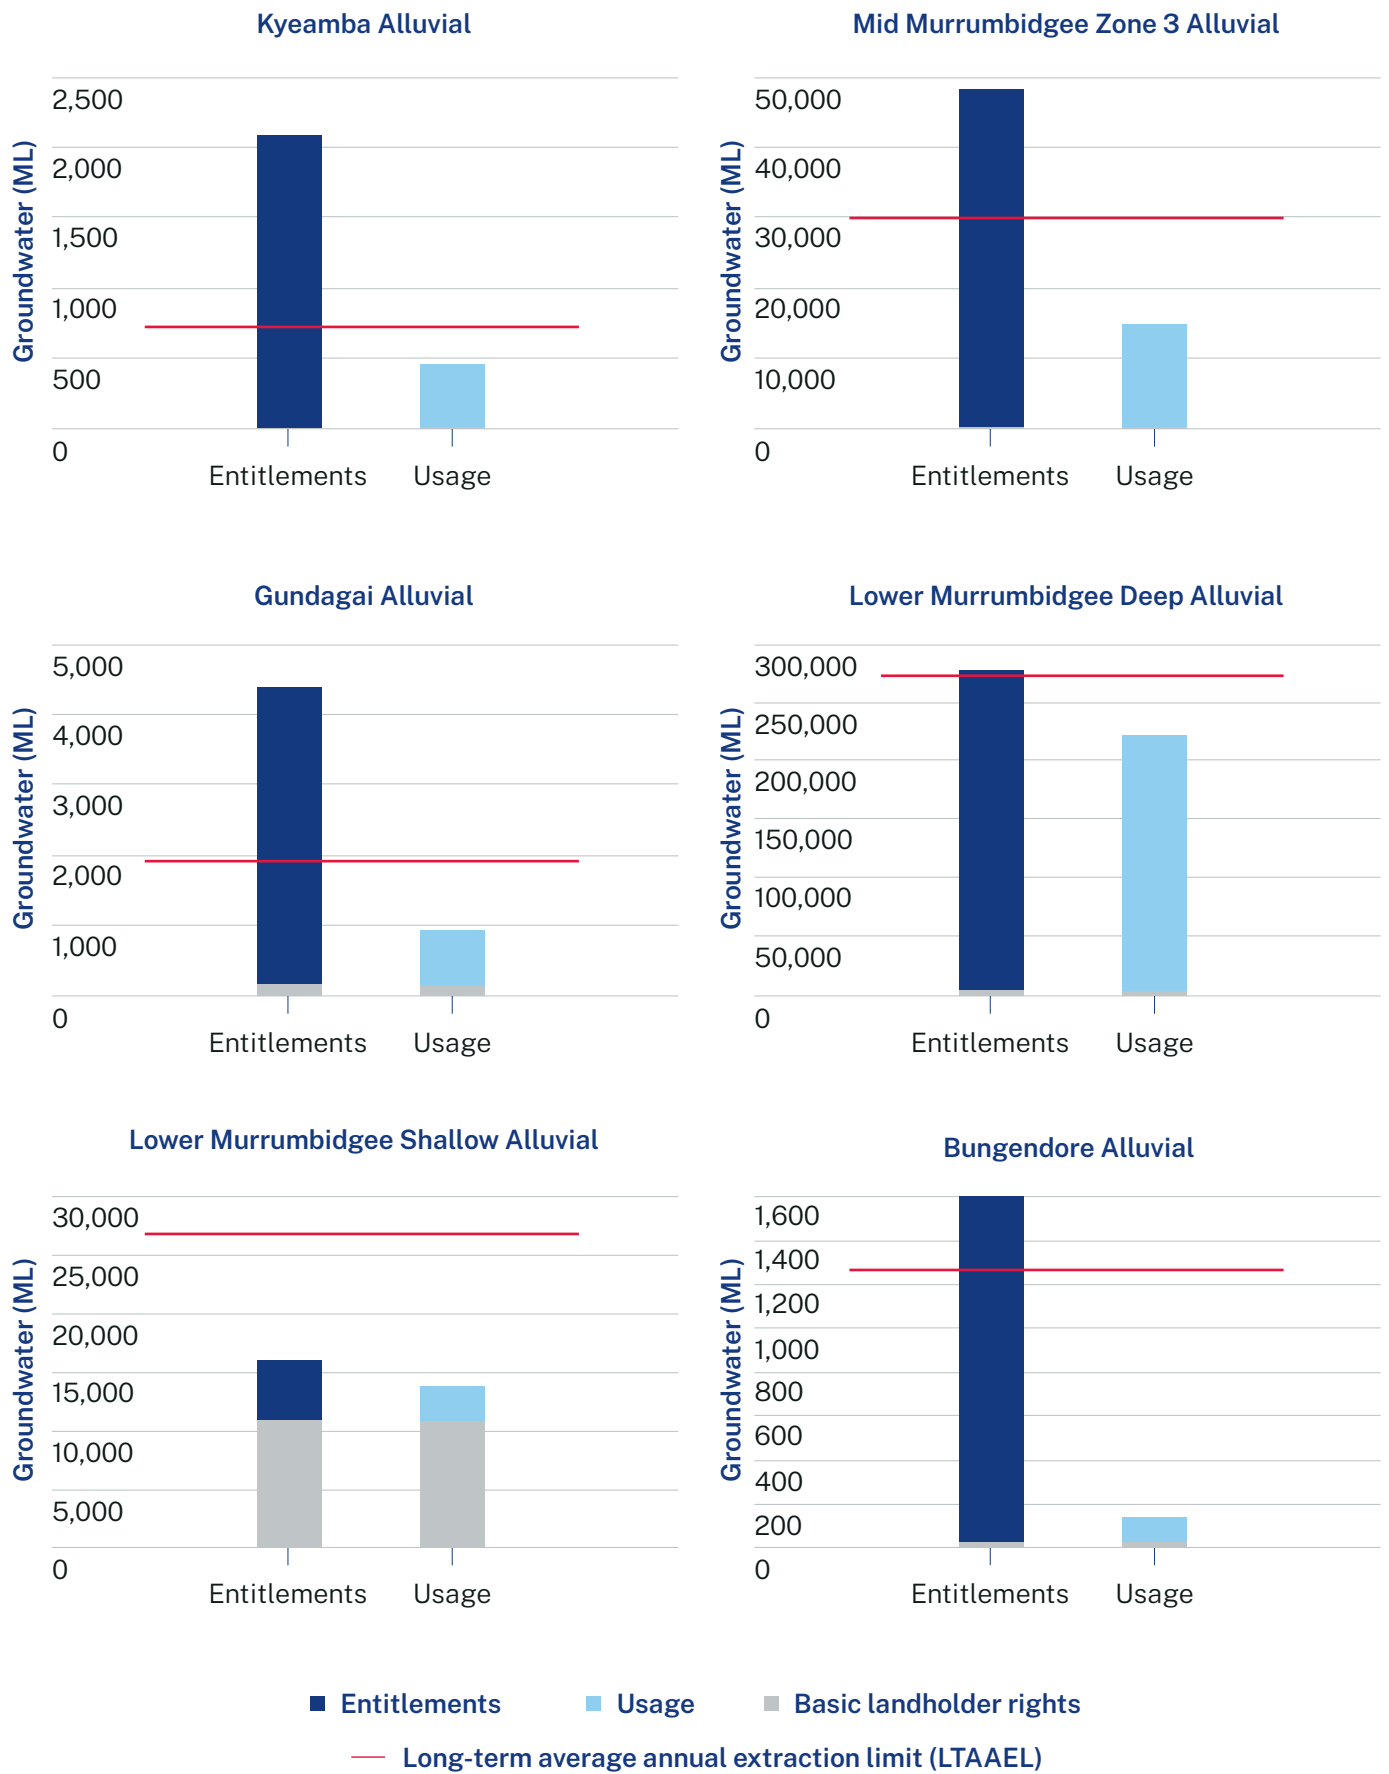 Kyeamba Alluvial
Groundwater (ML)
2,500
2,000
1,500
1,000
500
0
Entitlements
Usage
Mid Murrumbidgee Zone 3 Alluvial
Groundwater (ML)
50,000
40,000
30,000
20,000
10,000
0
Entitlements
Usage
Gundagai Alluvial
Groundwater (ML)
5,000
4,000
3,000
2,000
1,000
0
Entitlements
Usage
Lower Murrumbidgee Deep Alluvial
Groundwater (ML)
300,000
250,000
200,000
150,000
100,000
50,000
0
Entitlements
Usage
Lower Murrumbidgee Shallow Alluvial
Groundwater (ML)
30,000
25,000
20,000
15,000
10,000
5,000
0
Entitlements
Usage
Bungendore Alluvial
Groundwater (ML)
1,600
1,400
1,200
1,000
800
600
400
200
0
Entitlements
Usage
Entitlements
Usage
Basic landholder rights
Long-term average annual extraction limit (LTAAEL)